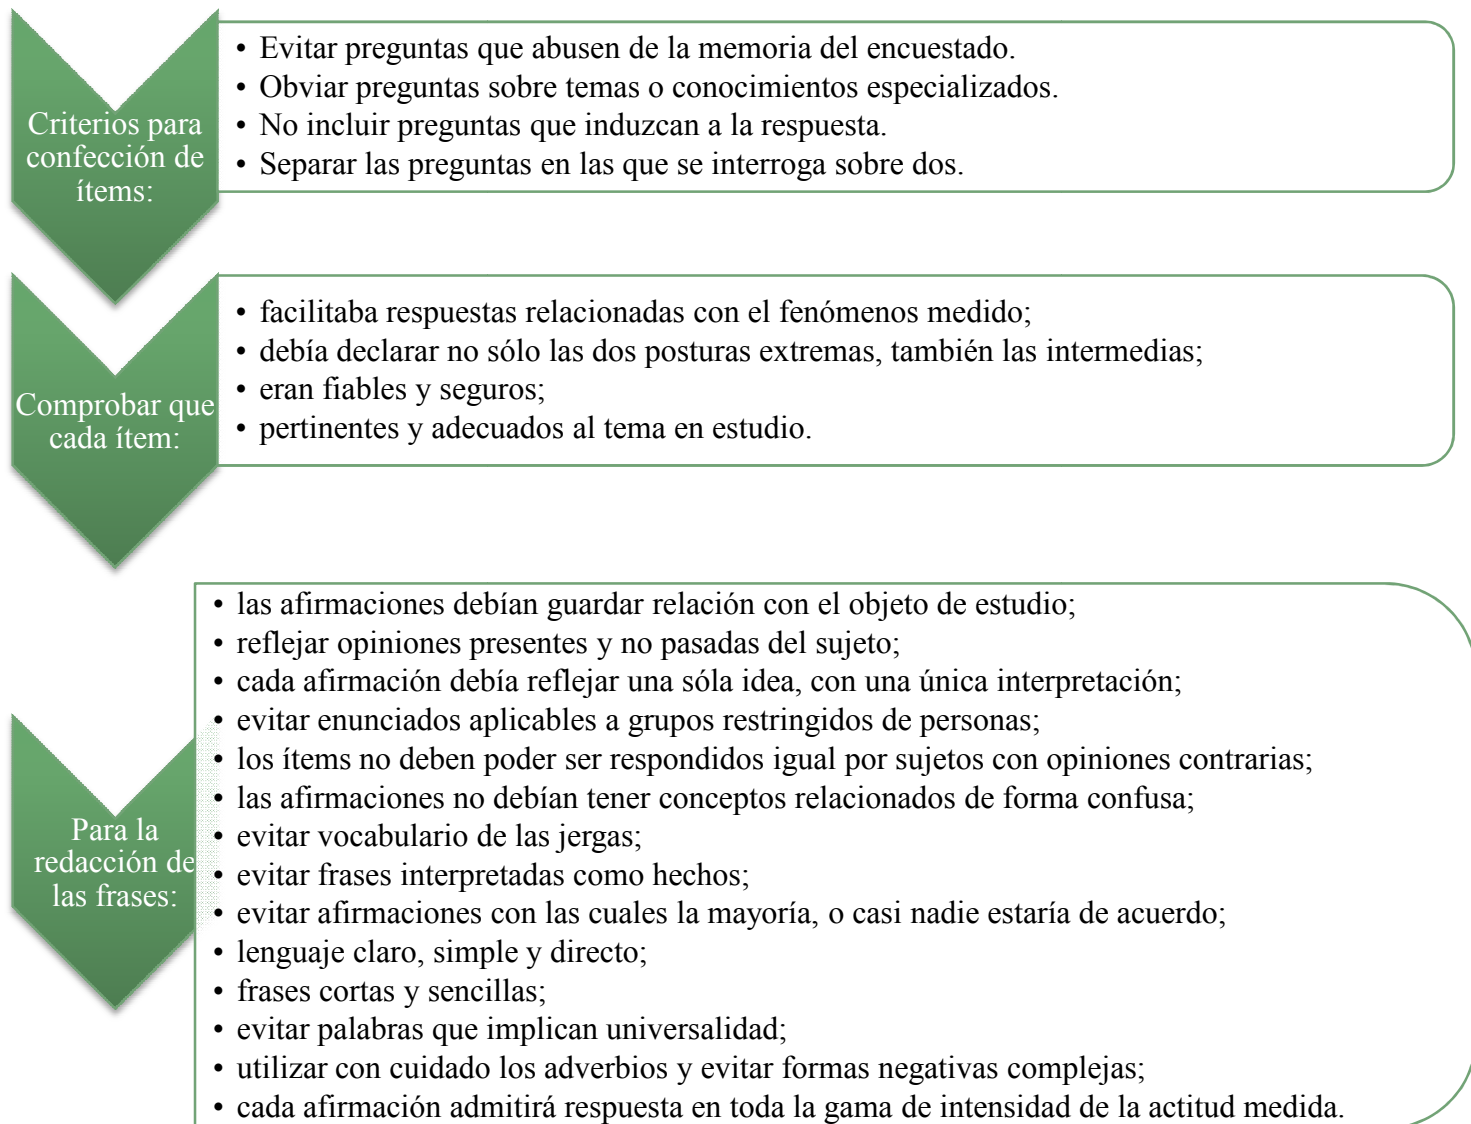 Criterios para
confección de
ítems:
• Evitar preguntas que abusen de la memoria del encuestado.
• Obviar preguntas sobre temas o conocimientos especializados.
• No incluir preguntas que induzcan a la respuesta.
• Separar las preguntas en las que se interroga sobre dos.
Comprobar que
cada ítem:
• facilitaba respuestas relacionadas con el fenómenos medido;
• debía declarar no sólo las dos posturas extremas, también las intermedias;
• eran fiables y seguros;
• pertinentes y adecuados al tema en estudio.
Para la
redacción de
las frases:
• las afirmaciones debían guardar relación con el objeto de estudio;
• reflejar opiniones presentes y no pasadas del sujeto;
• cada afirmación debía reflejar una sóla idea, con una única interpretación;
• evitar enunciados aplicables a grupos restringidos de personas;
• los ítems no deben poder ser respondidos igual por sujetos con opiniones contrarias;
• las afirmaciones no debían tener conceptos relacionados de forma confusa;
• evitar vocabulario de las jergas;
• evitar frases interpretadas como hechos;
• evitar afirmaciones con las cuales la mayoría, o casi nadie estaría de acuerdo;
• lenguaje claro, simple y directo;
• frases cortas y sencillas;
• evitar palabras que implican universalidad;
• utilizar con cuidado los adverbios y evitar formas negativas complejas;
• cada afirmación admitirá respuesta en toda la gama de intensidad de la actitud medida.